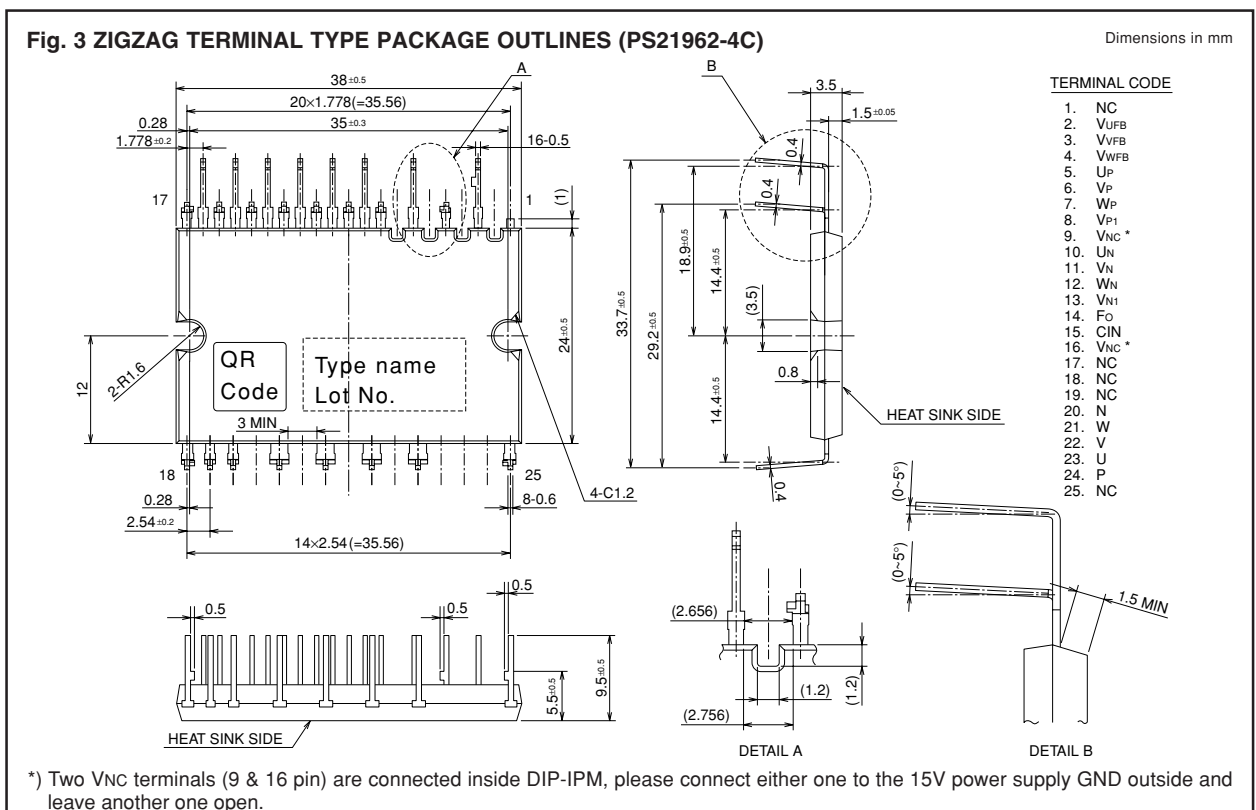 Fig. 3 ZIGZAG TERMINAL TYPE PACKAGE OUTLINES (PS21962-4C)
Dimensions in mm
38±0.5
20×1.778(=35.56)
35±0.3
0.28
1.778±0.2
16-0.5
A
17
1
(1)
24±0.5
12
2-R1.6
QR
Code
Type name
Lot No.
3 MIN
18
25
0.28
2.54±0.2
8-0.6
4-C1.2
14×2.54(=35.56)
B
3.5
1.5±0.05
0.4
0.4
33.7±0.5
29.2±0.5
18.9±0.5
14.4±0.5
(3.5)
0.8
14.4±0.5
0.4
HEAT SINK SIDE
TERMINAL CODE
1. NC
2. VUFB
3. VVFB
4. VWFB
5. UP
6. VP
7. WP
8. VP1
9. VNC *
10. UN
11. VN
12. WN
13. VN1
14. FO
15. CIN
16. VNC *
17. NC
18. NC
19. NC
20. N
21. W
22. V
23. U
24. P
25. NC
0.5
0.5
0.5
5.5±0.5
9.5±0.5
HEAT SINK SIDE
(2.656)
(1.2)
(1.2)
(2.756)
DETAIL A
(0~5°)
(0~5°)
1.5 MIN
DETAIL B
*) Two VNC terminals (9 & 16 pin) are connected inside DIP-IPM, please connect either one to the 15V power supply GND outside and
leave another one open.